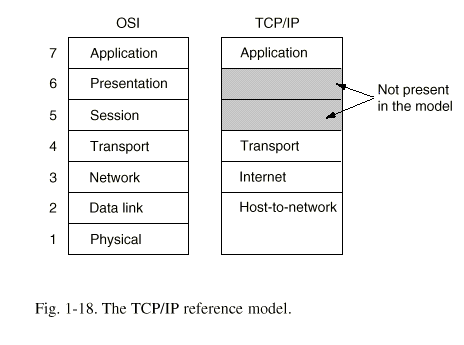 OSI TCP/IP
7 Application Application
6 Presentation
Not present
in the model
5 Session
4 Transport Transport
3 Network Internet
2 Data link Host-to-network
1 Physical
Fig. 1-18. The TCP/IP reference model.